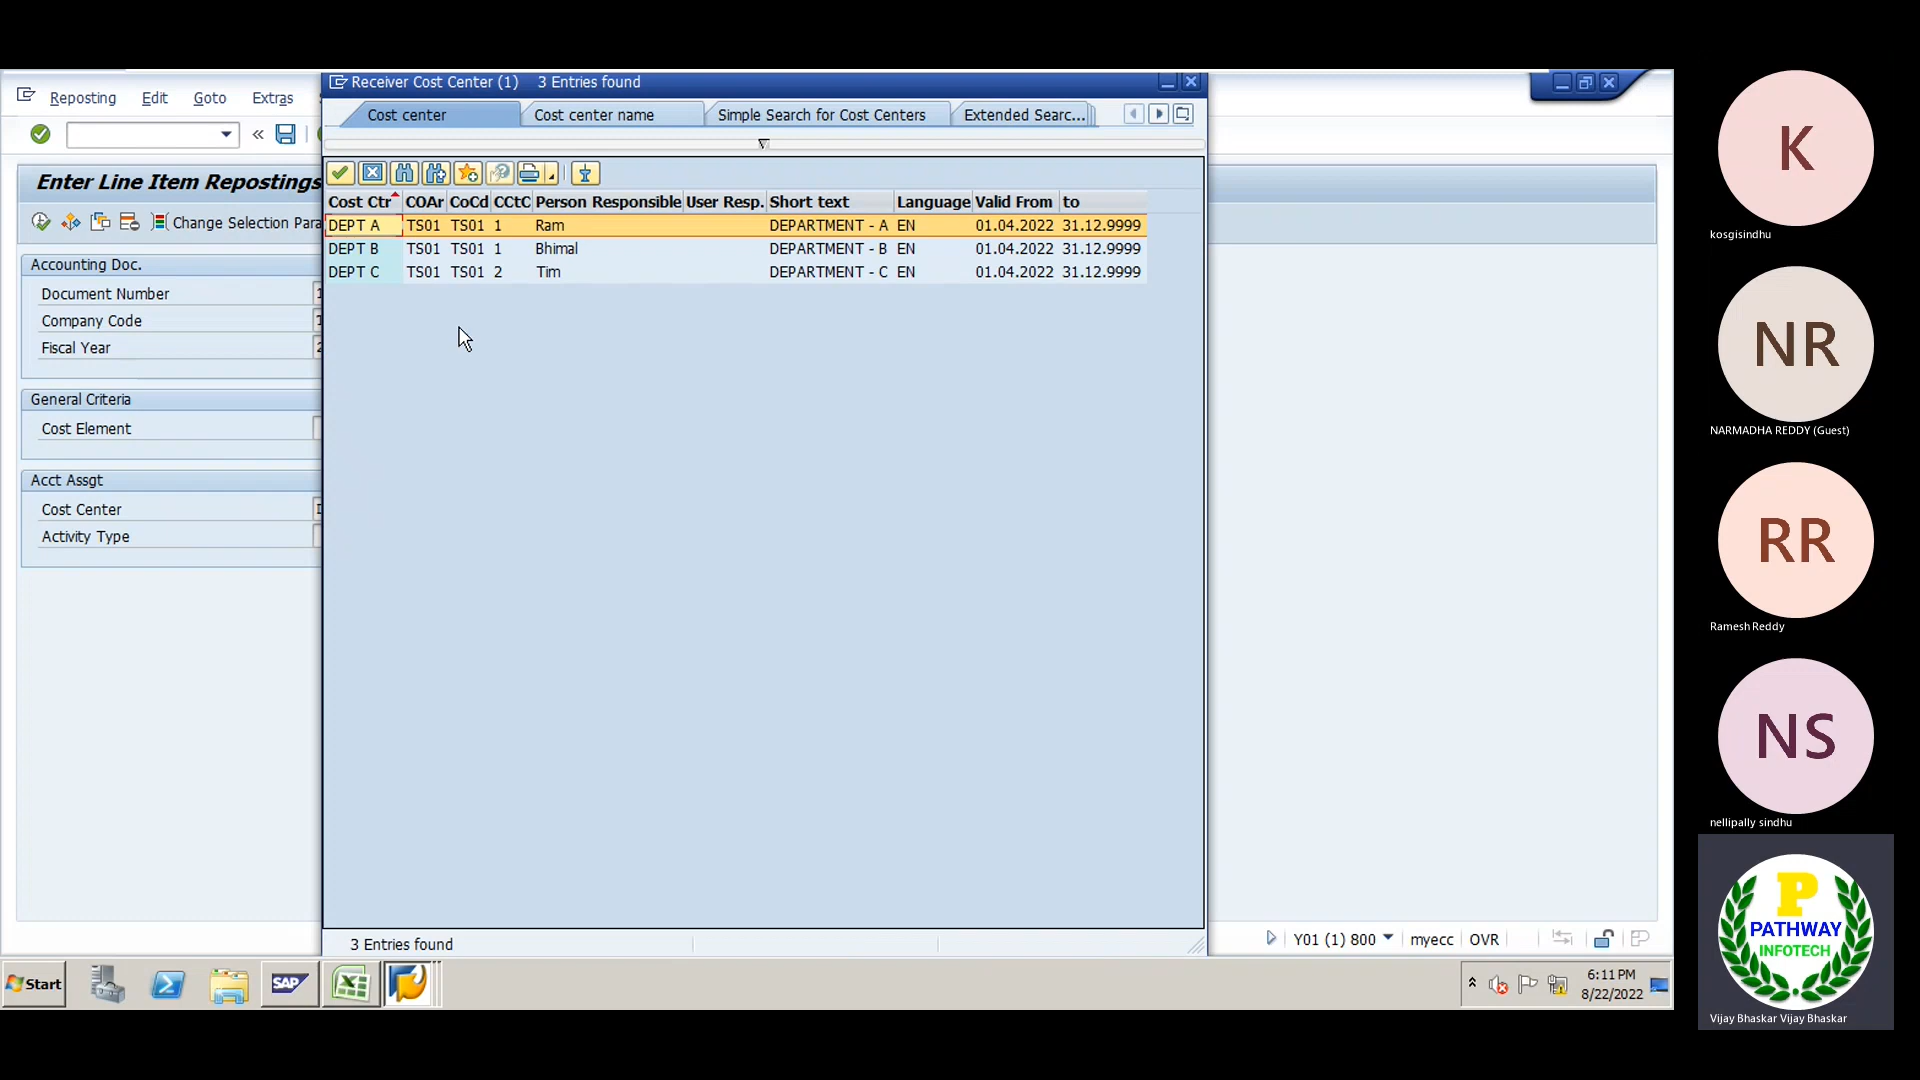 Receiver Cost Center (1) 3 Entries found
Reporting Edit Goto Extras
Cost center Cost center name Simple Search for Cost Centers Extended Searc...
Enter Line Item Repostings
Change Selection Para
Cost Ctr COAr CoCd CCtC Person Responsible User Resp. Short text Language Valid From to
DEPT A TS01 TS01 1 Ram DEPARTMENT - A EN 01.04.2022 31.12.9999
DEPT B TS01 TS01 1 Bhimal DEPARTMENT - B EN 01.04.2022 31.12.9999
DEPT C TS01 TS01 2 Tim DEPARTMENT - C EN 01.04.2022 31.12.9999
Accounting Doc.
Document Number
Company Code
Fiscal Year
General Criteria
Cost Element
Acct Assgt
Cost Center
Activity Type
3 Entries found
Y01 (1) 800 myecc OVR
Start
SAP
6:11 PM
8/22/2022
K
kosgisindhu
NR
NARMADHA REDDY (Guest)
RR
Ramesh Reddy
NS
nellipally sindhu
P
PATHWAY
INFOTECH
Vijay Bhaskar Vijay Bhaskar